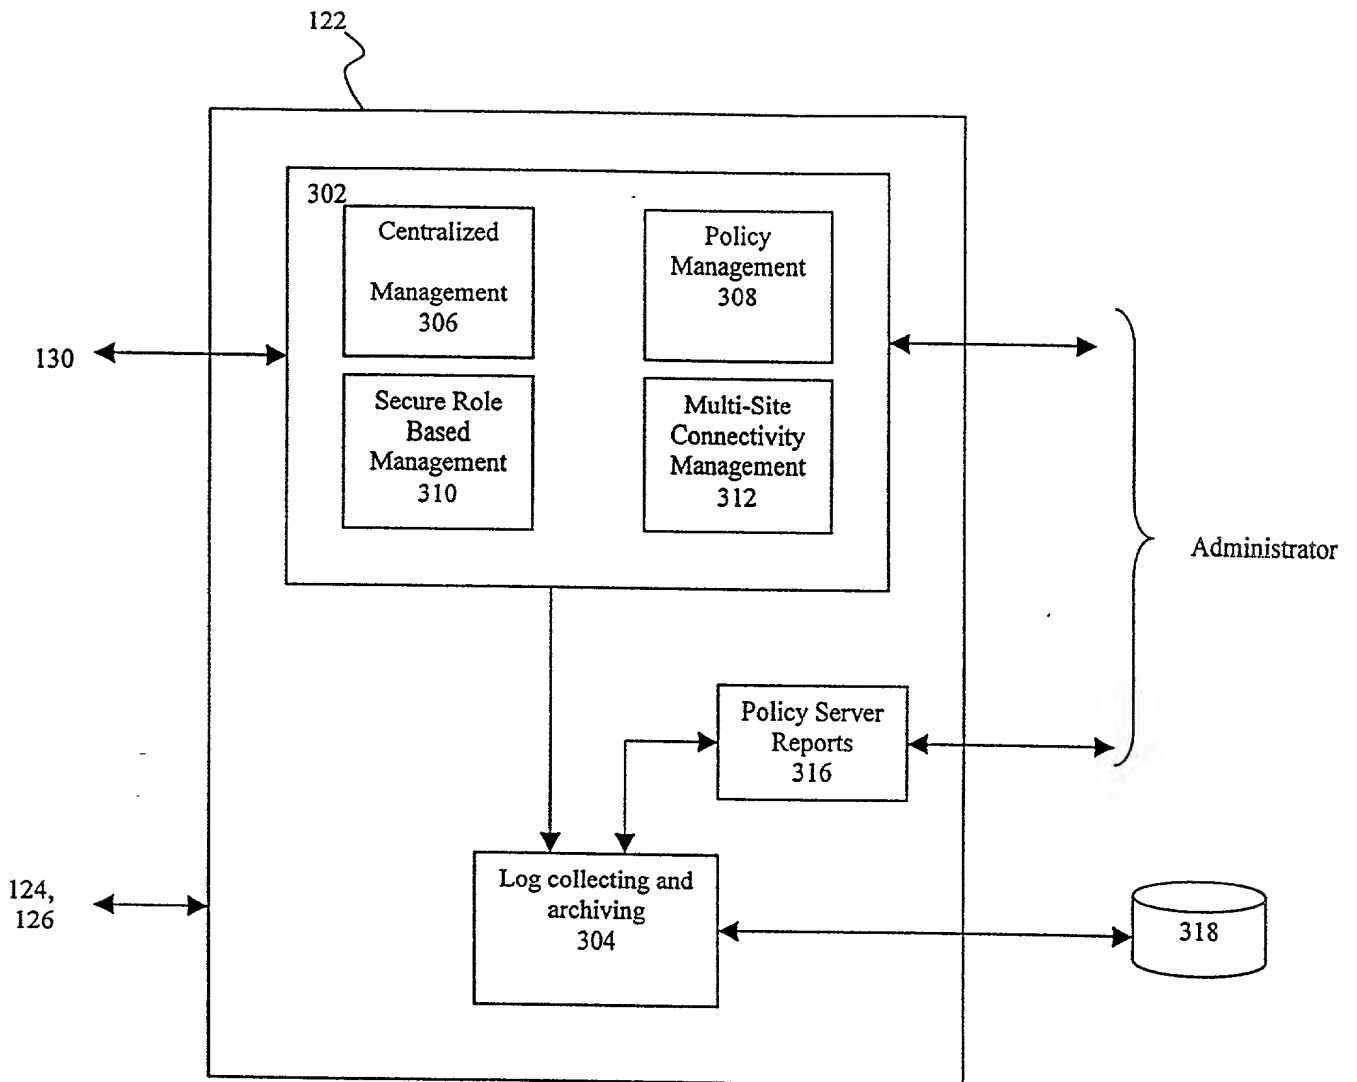 122
302
Centralized
Management
306
Policy
Management
308
130
Secure Role
Based
Management
310
Multi-Site
Connectivity
Management
312
Administrator
Policy Server
Reports
316
124,
126
Log collecting and
archiving
304
318